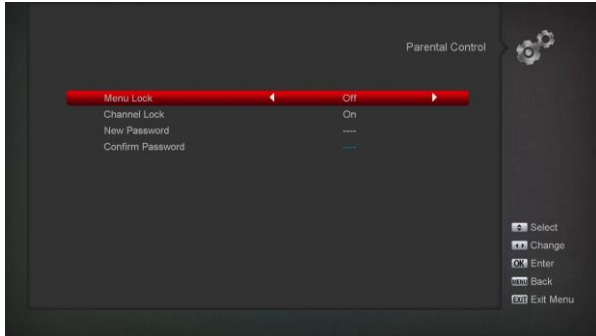 Parental Control
Menu Lock Off
Channel Lock On
New Password ----
Confirm Password ----
Select
Change
OK Enter
MENU Back
EXIT Exit Menu